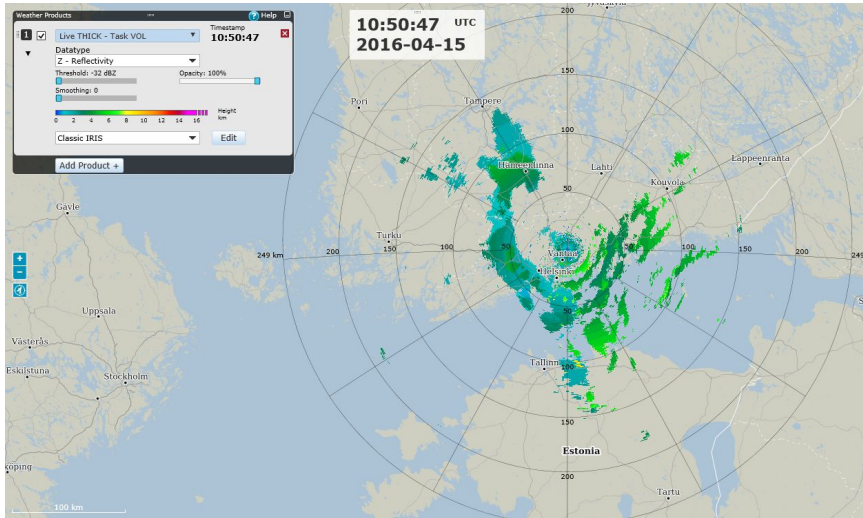 Weather Products
Help
1
Live THICK - Task VOL
Timestamp
10:50:47
Datatype
Z - Reflectivity
Threshold: -32 dBZ
Opacity: 100%
Smoothing: 0
Height
km
0 2 4 6 8 10 12 14 16
Classic IRIS
Edit
Add Product +
10:50:47 UTC
2016-04-15
200
150
Pori
Tampere
100
Hämeenlinna
Lahti
Lappeenranta
Kouvola
50
Gävle
Turku
249 km
200
150
100
50
50
100
150
200
249
Vantaa
Helsinki
50
Uppsala
Västerås
Tallinn
100
Eskilstuna
Stockholm
150
Estonia
köping
200
Tartu
100 km